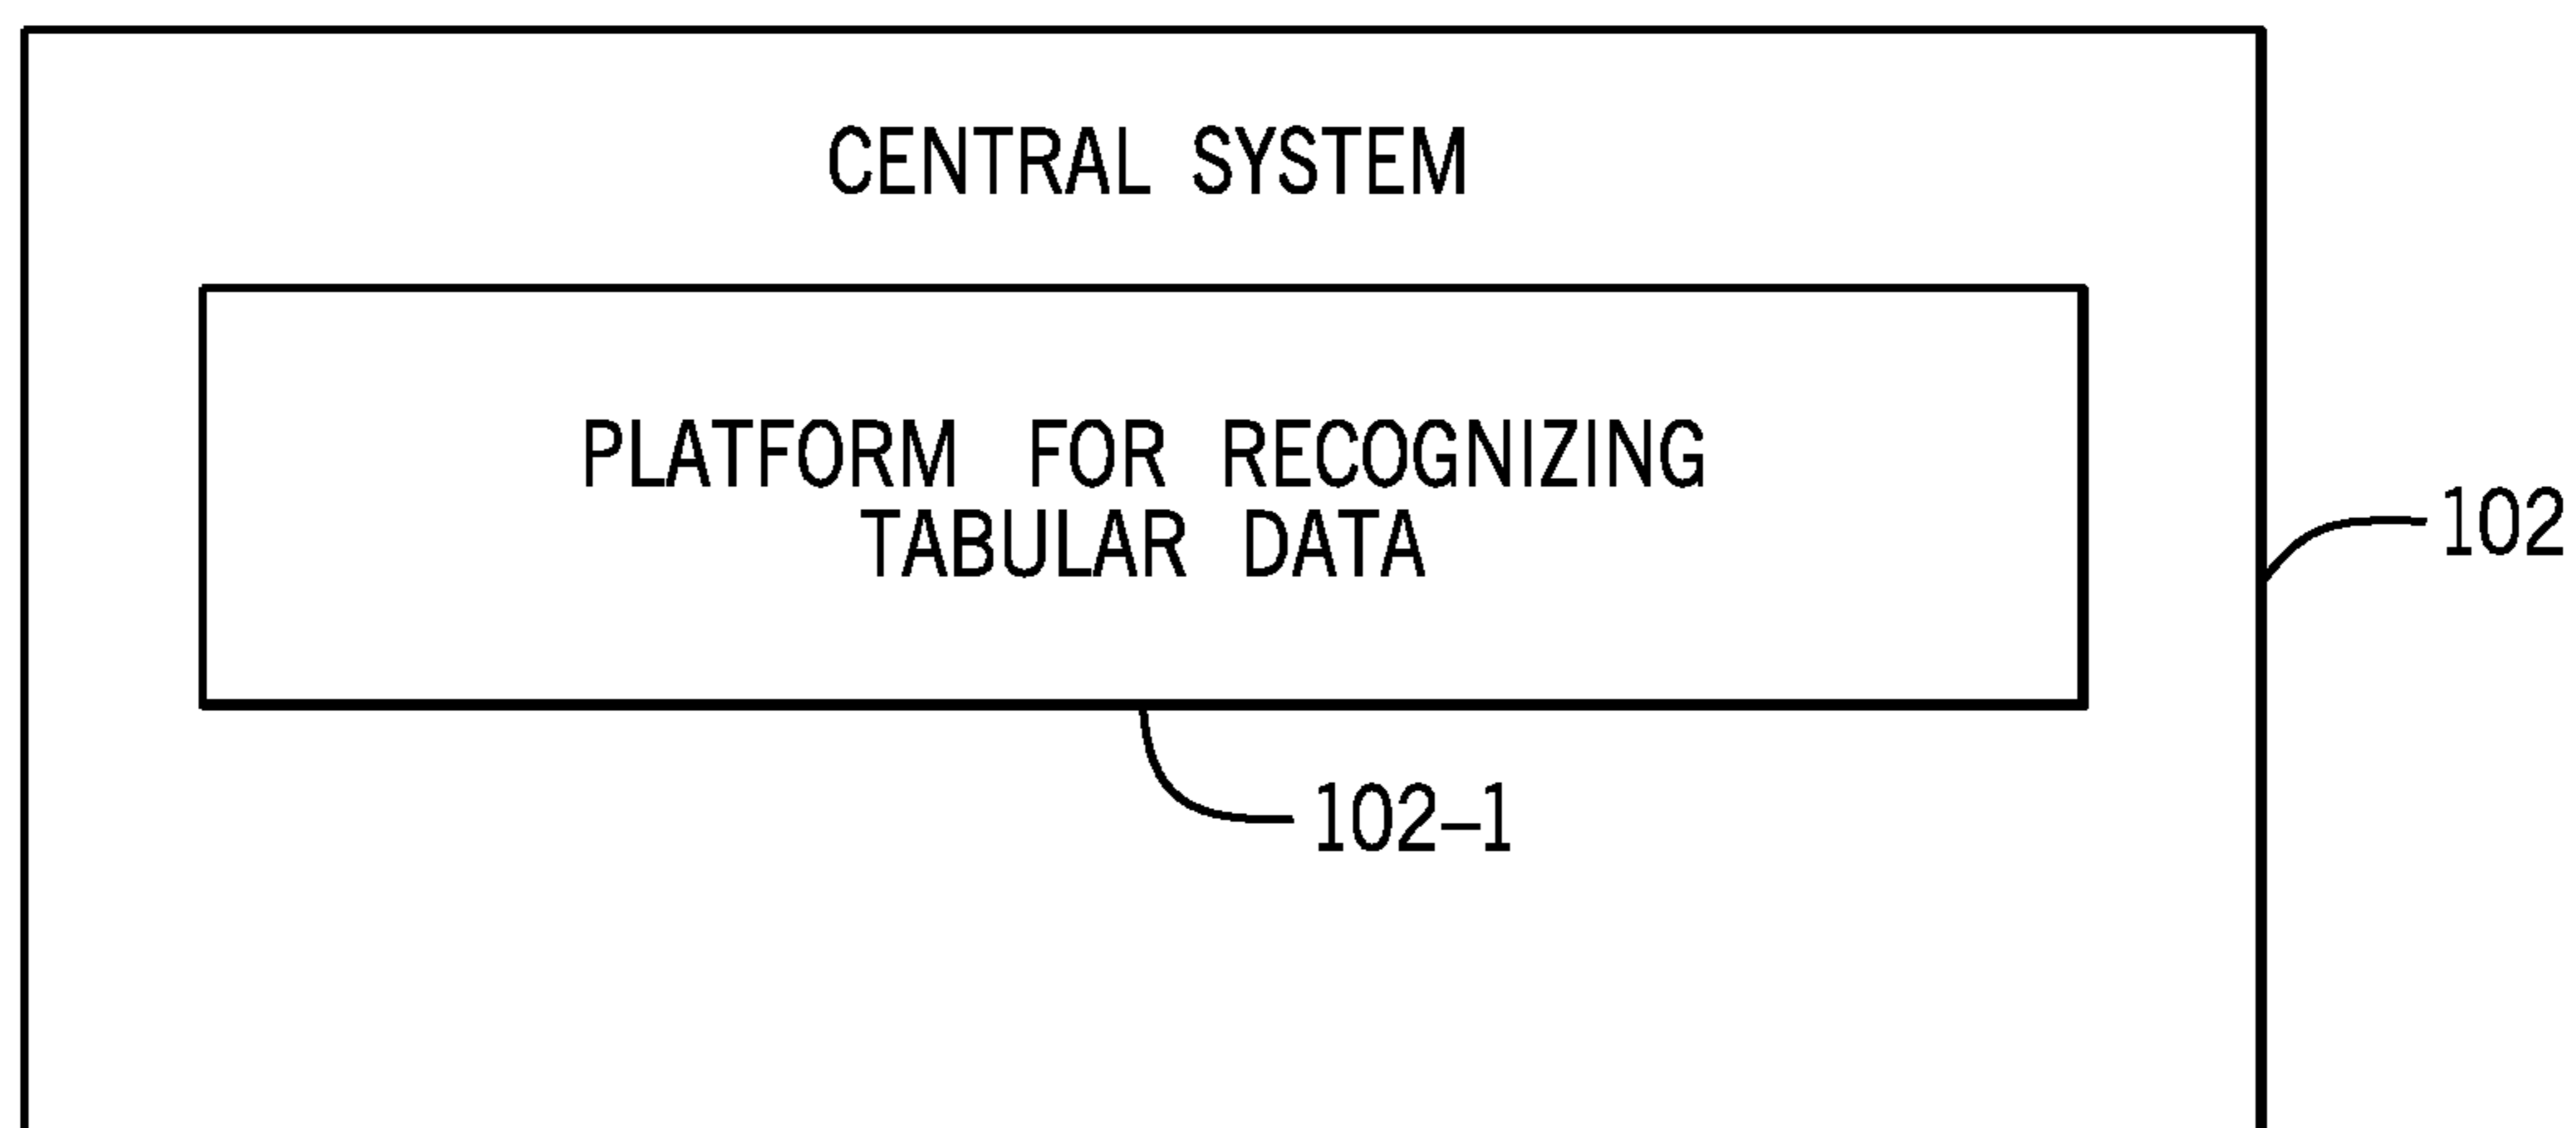 CENTRAL SYSTEM
PLATFORM FOR RECOGNIZING
TABULAR DATA
102
102-1